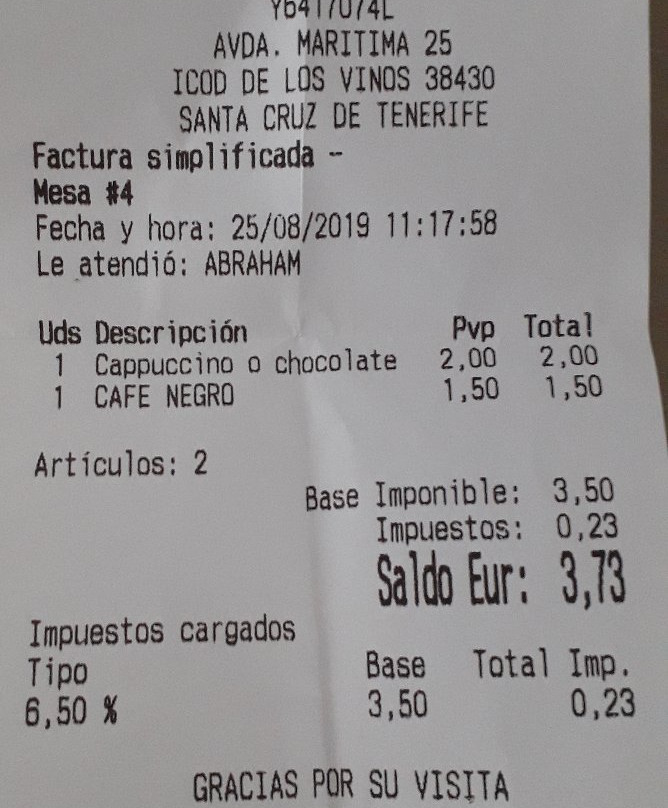 Y6417074L
AVDA. MARITIMA 25
ICOD DE LOS VINOS 38430
SANTA CRUZ DE TENERIFE
Factura simplificada -
Mesa #4
Fecha y hora: 25/08/2019 11:17:58
Le atendió: ABRAHAM
Uds Descripción Pvp Total
1 Cappuccino o chocolate 2,00 2,00
1 CAFE NEGRO 1,50 1,50
Artículos: 2
Base Imponible: 3,50
Impuestos: 0,23
Saldo Eur: 3,73
Impuestos cargados
Tipo Base Total Imp.
6,50 % 3,50 0,23
GRACIAS POR SU VISITA